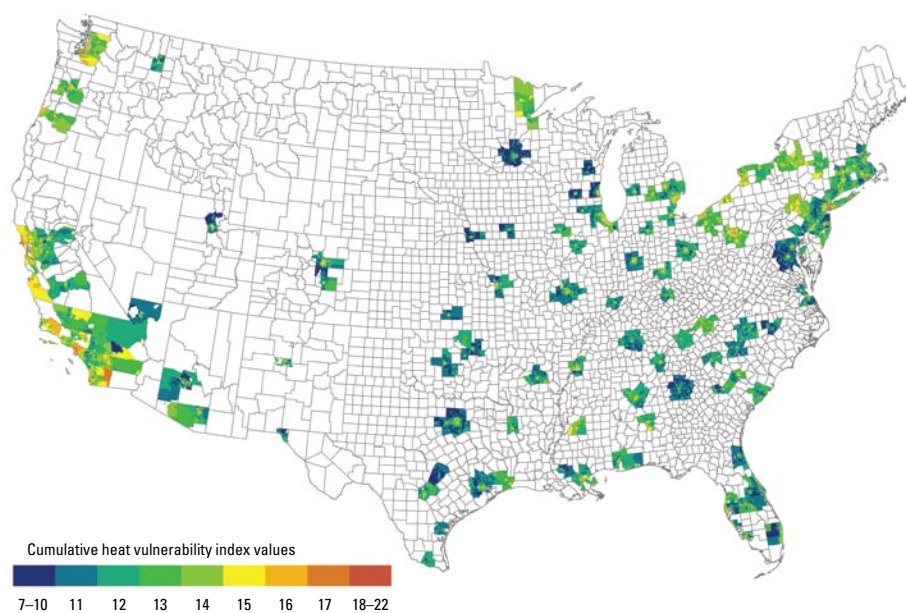 Cumulative heat vulnerability index values
7–10 11 12 13 14 15 16 17 18–22